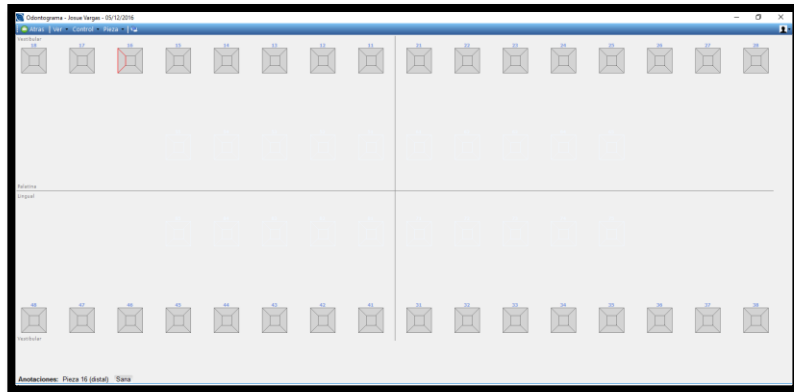 Odontograma - Josue Vargas - 05/12/2016
Atras Ver Control Pieza
Vestibular
18 17 16 15 14 13 12 11 21 22 23 24 25 26 27 28
Palatina
Lingual
48 47 46 45 44 43 42 41 31 32 33 34 35 36 37 38
Vestibular
Anotaciones: Pieza 16 (distal) Sana